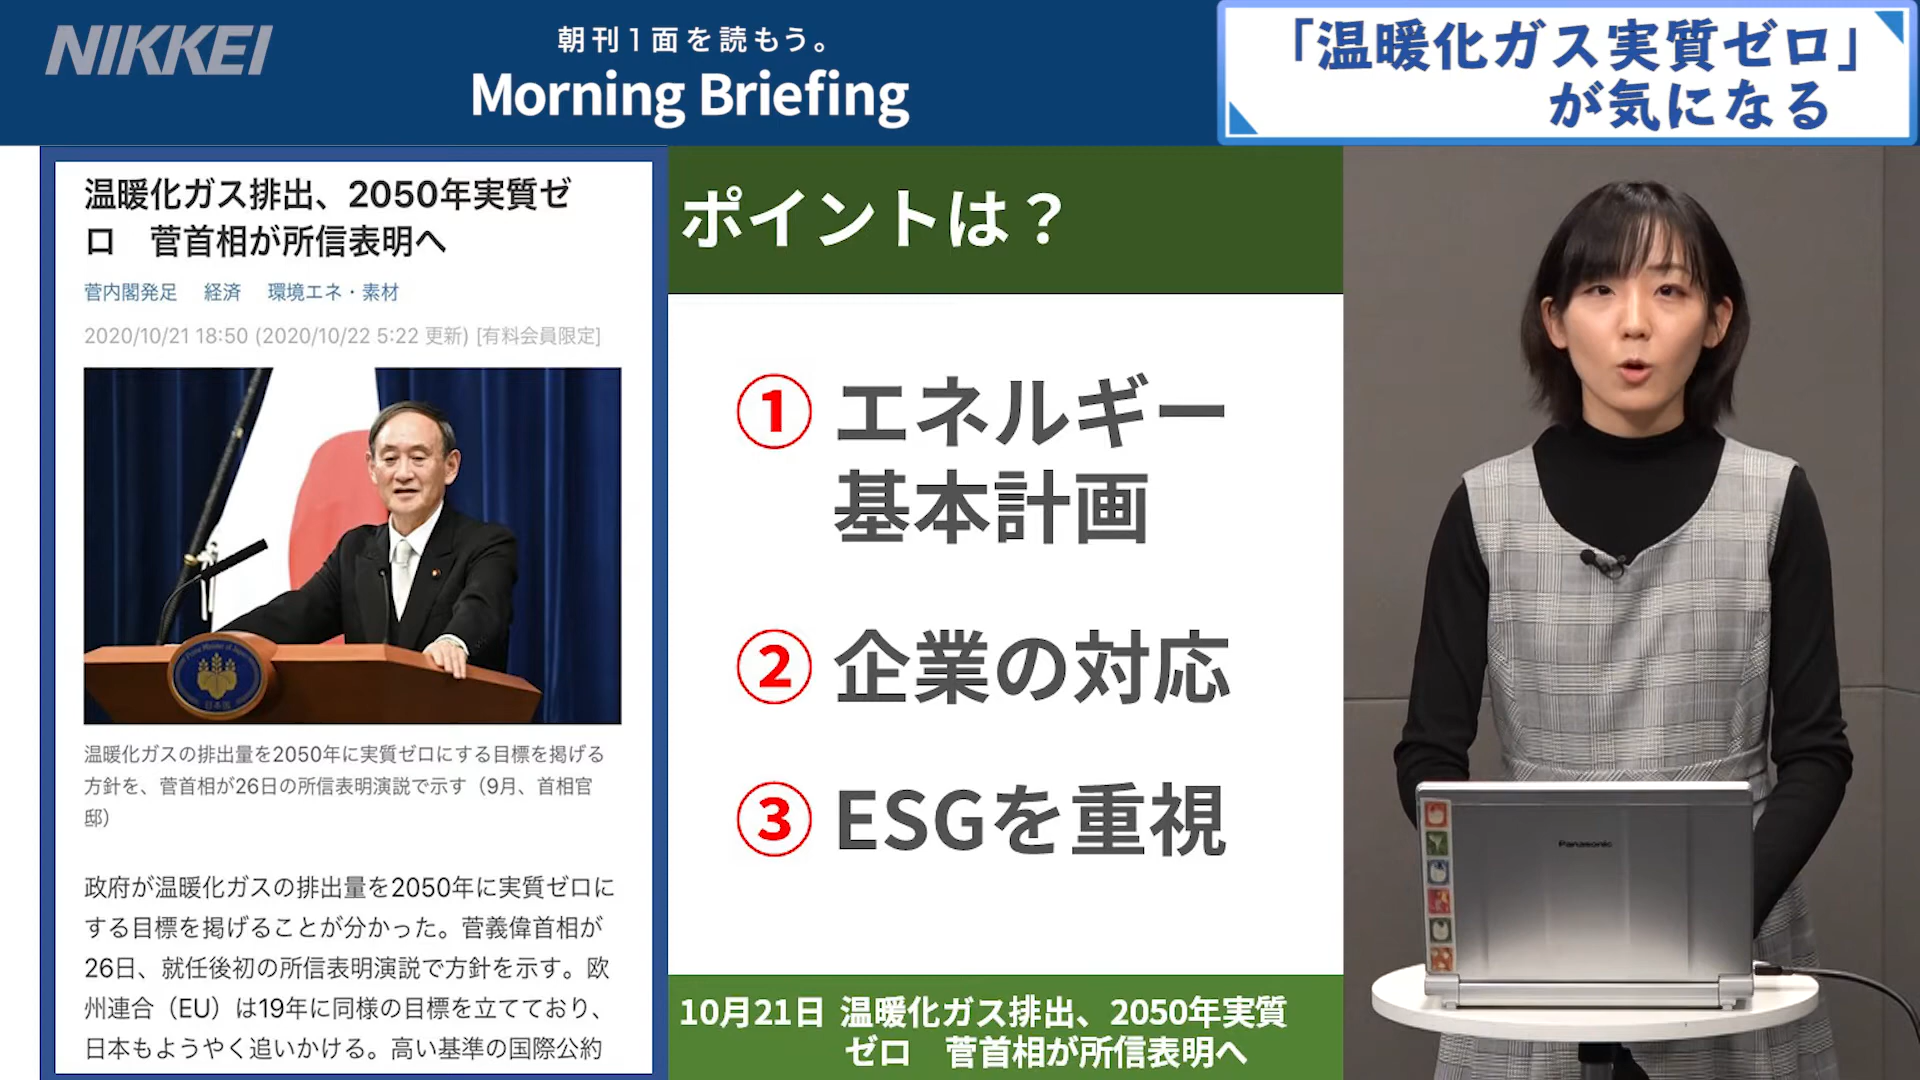 NIKKEI
朝刊1面を読もう。
Morning Briefing
「温暖化ガス実質ゼロ」
が気になる
温暖化ガス排出、2050年実質ゼ
ロ　菅首相が所信表明へ
菅内閣発足　経済　環境エネ・素材
2020/10/21 18:50 (2020/10/22 5:22 更新) [有料会員限定]
温暖化ガスの排出量を2050年に実質ゼロにする目標を掲げる
方針を、菅首相が26日の所信表明演説で示す（9月、首相官
邸）
政府が温暖化ガスの排出量を2050年に実質ゼロに
する目標を掲げることが分かった。菅義偉首相が
26日、就任後初の所信表明演説で方針を示す。欧
州連合（EU）は19年に同様の目標を立てており、
日本もようやく追いかける。高い基準の国際公約
ポイントは？
① エネルギー
基本計画
② 企業の対応
③ ESGを重視
10月21日 温暖化ガス排出、2050年実質
ゼロ　菅首相が所信表明へ
Panasonic